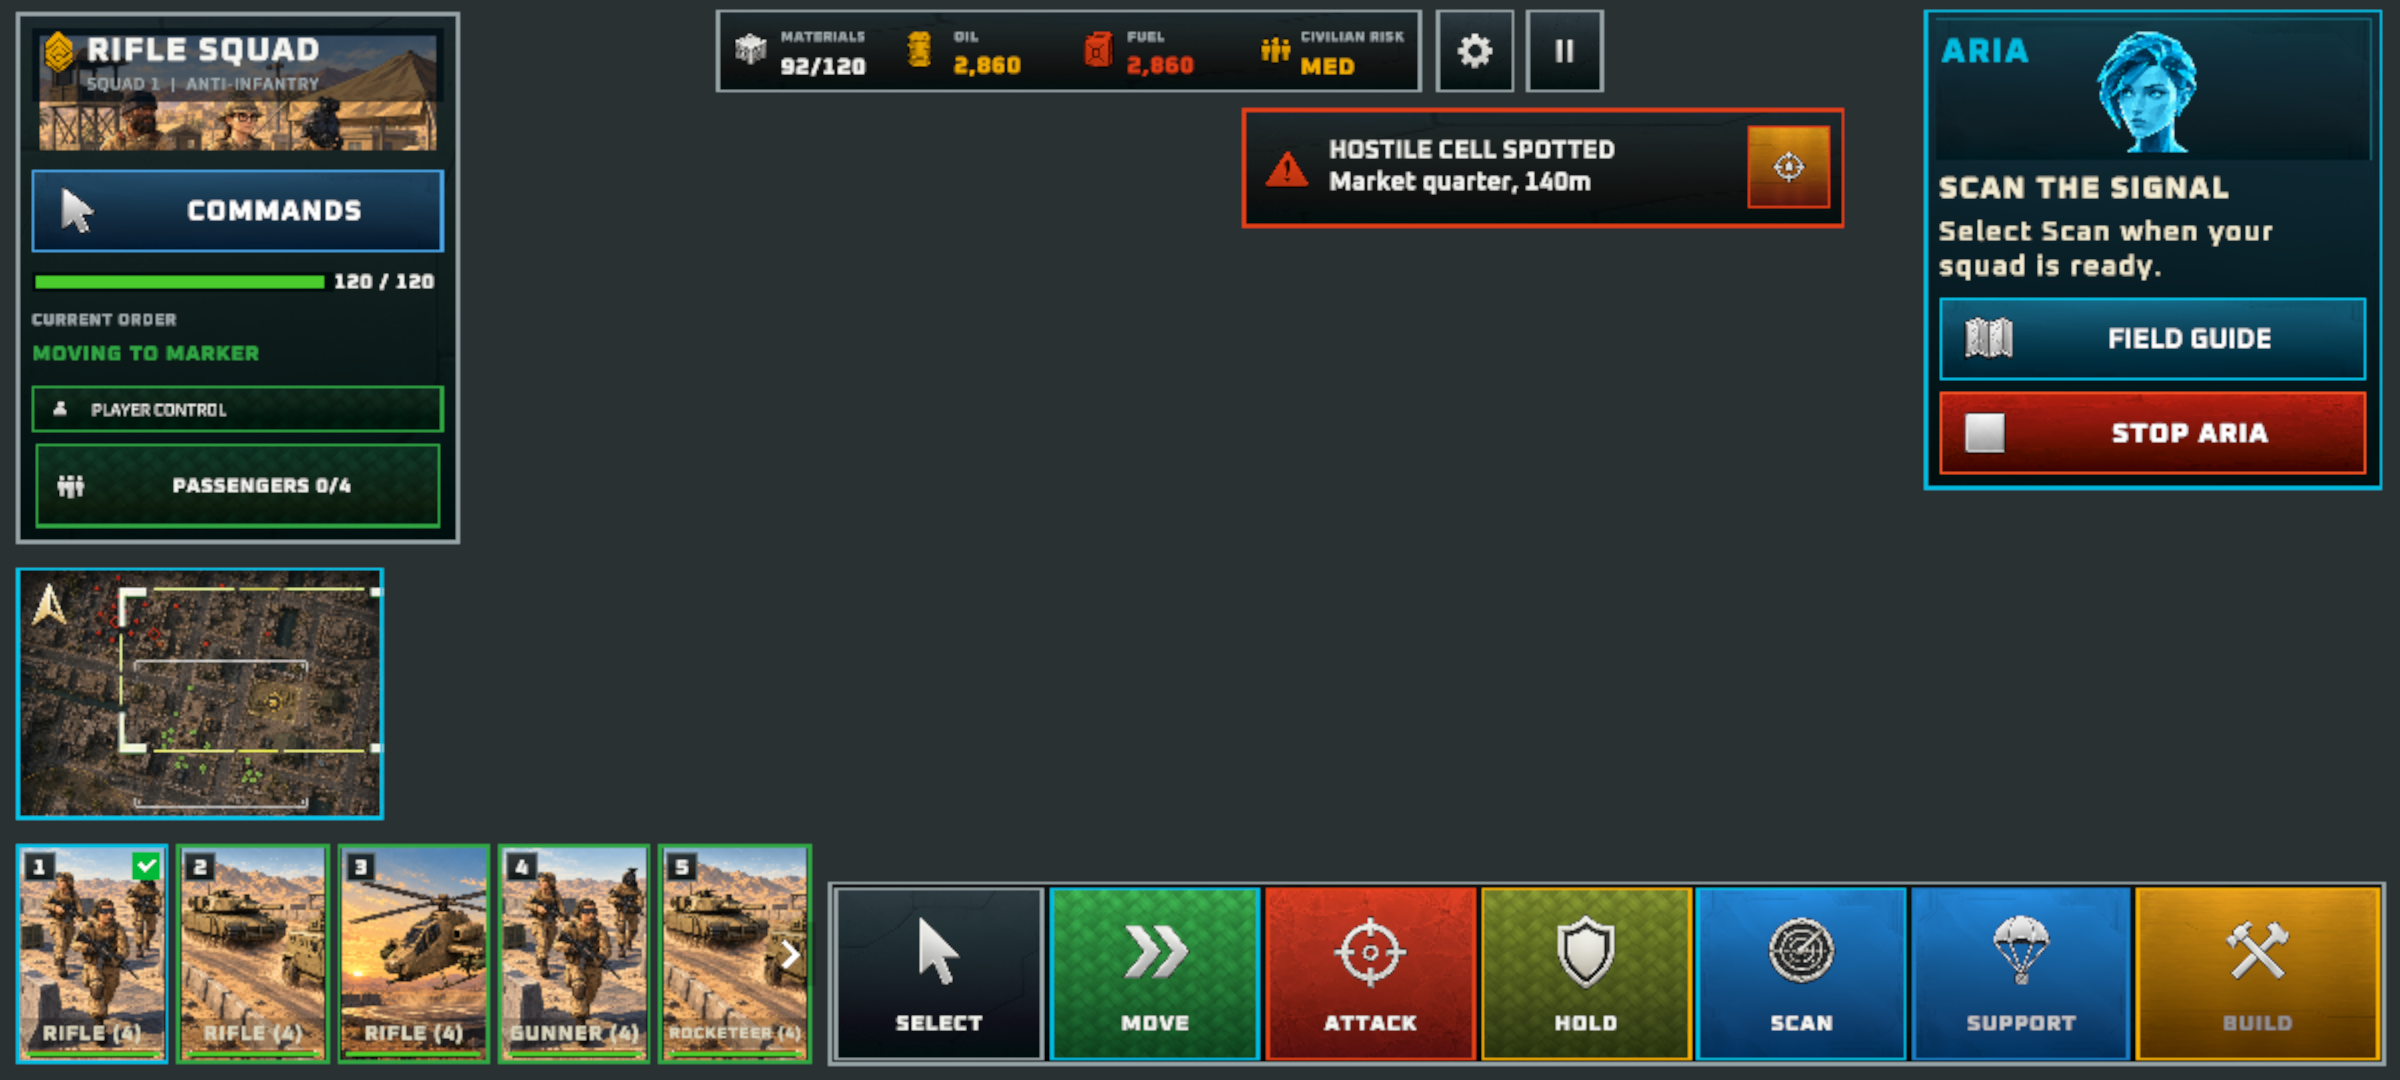 RIFLE SQUAD
SQUAD 1 | ANTI-INFANTRY
COMMANDS
120 / 120
CURRENT ORDER
MOVING TO MARKER
PLAYER CONTROL
PASSENGERS 0/4
MATERIALS
92/120
OIL
2,860
FUEL
2,860
CIVILIAN RISK
MED
HOSTILE CELL SPOTTED
Market quarter, 140m
ARIA
SCAN THE SIGNAL
Select Scan when your
squad is ready.
FIELD GUIDE
STOP ARIA
1
RIFLE (4)
2
RIFLE (4)
3
RIFLE (4)
4
GUNNER (4)
5
ROCKETEER (4)
SELECT
MOVE
ATTACK
HOLD
SCAN
SUPPORT
BUILD